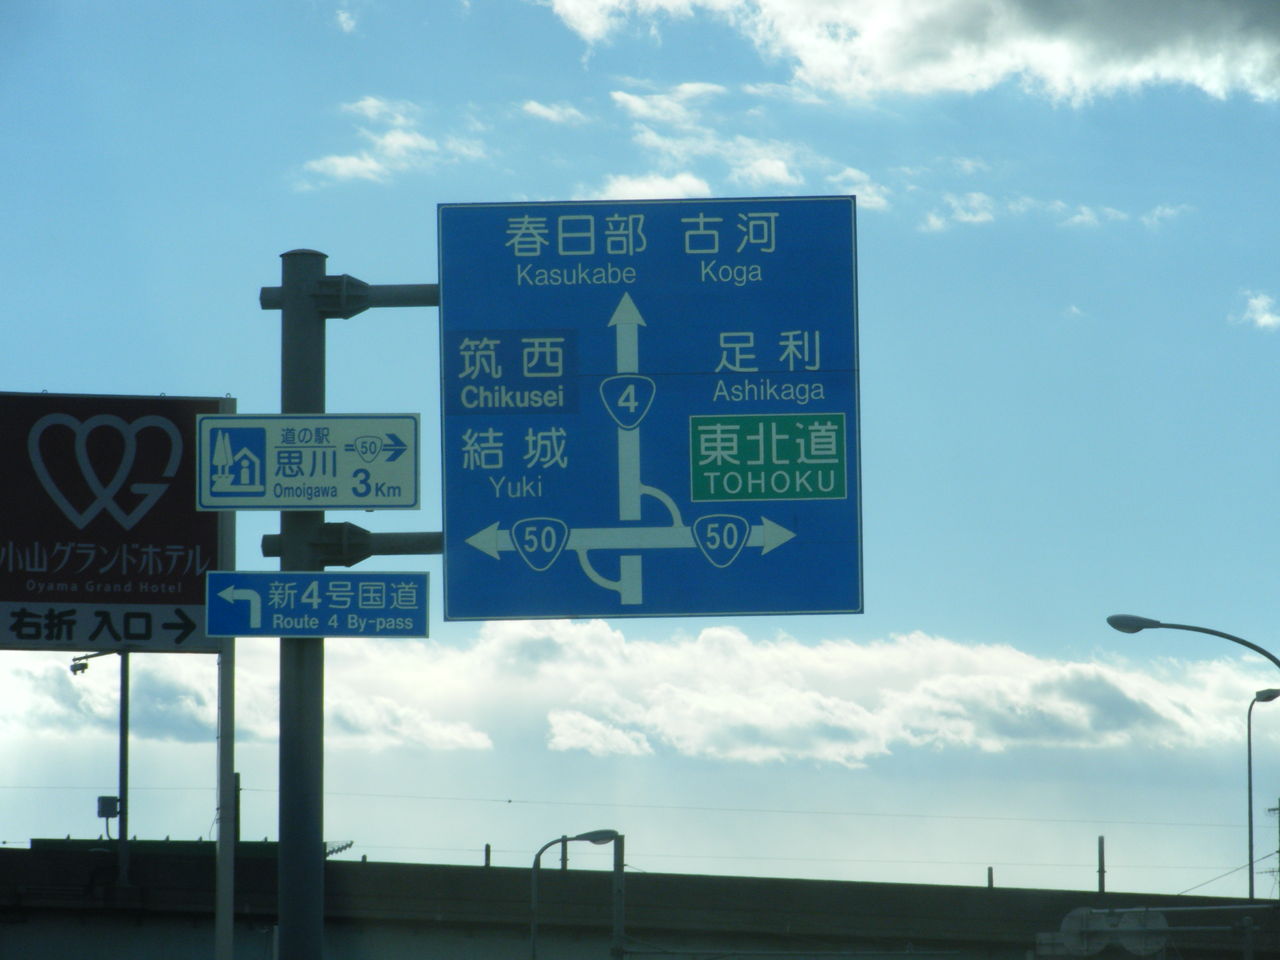 春日部 古河
Kasukabe Koga
筑西 足利
Chikusei Ashikaga
4
結城 東北道
Yuki TOHOKU
50 50
道の駅
思川 50
Omoigawa 3Km
新4号国道
Route 4 By-pass
小山グランドホテル
Oyama Grand Hotel
右折 入口→